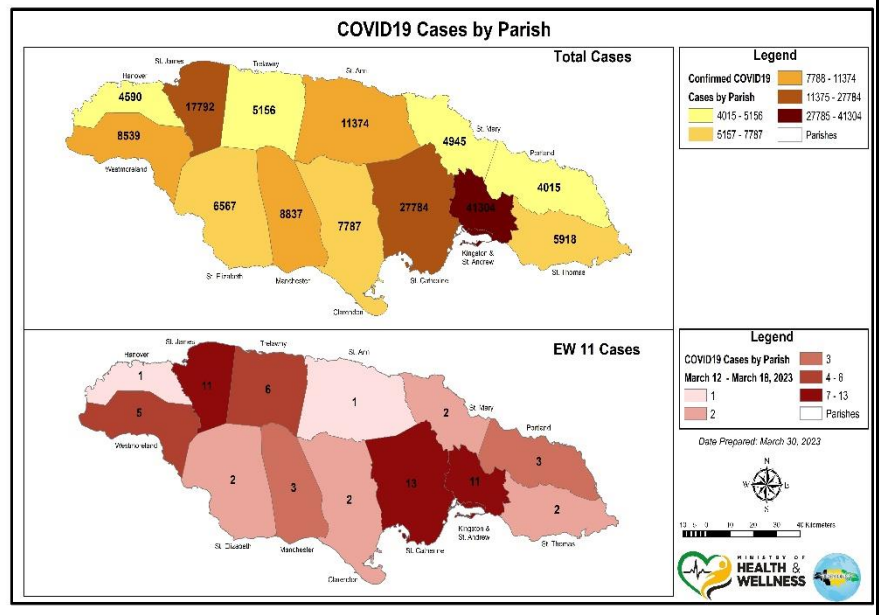 COVID19 Cases by Parish
Total Cases
Hanover
St. James
Trelawny
St. Ann
St. Mary
Portland
4590
17792
5156
11374
4945
4015
8539
6567
8837
7787
27784
41304
5918
Westmoreland
St. Elizabeth
Manchester
Clarendon
St. Catherine
Kingston &
St. Andrew
St. Thomas
Legend
Confirmed COVID19
Cases by Parish
4015 - 5156
5157 - 7787
7788 - 11374
11375 - 27784
27785 - 41304
Parishes
EW 11 Cases
Hanover
St. James
Trelawny
St. Ann
St. Mary
Portland
1
11
6
1
2
3
5
2
3
2
13
11
2
Westmoreland
St. Elizabeth
Manchester
Clarendon
St. Catherine
Kingston &
St. Andrew
St. Thomas
Legend
COVID19 Cases by Parish
March 12 - March 18, 2023
1
2
3
4 - 6
7 - 13
Parishes
Date Prepared: March 30, 2023
N
W
E
S
10 5 0 10 20 30 40 Kilometers
MINISTRY OF
HEALTH &
WELLNESS